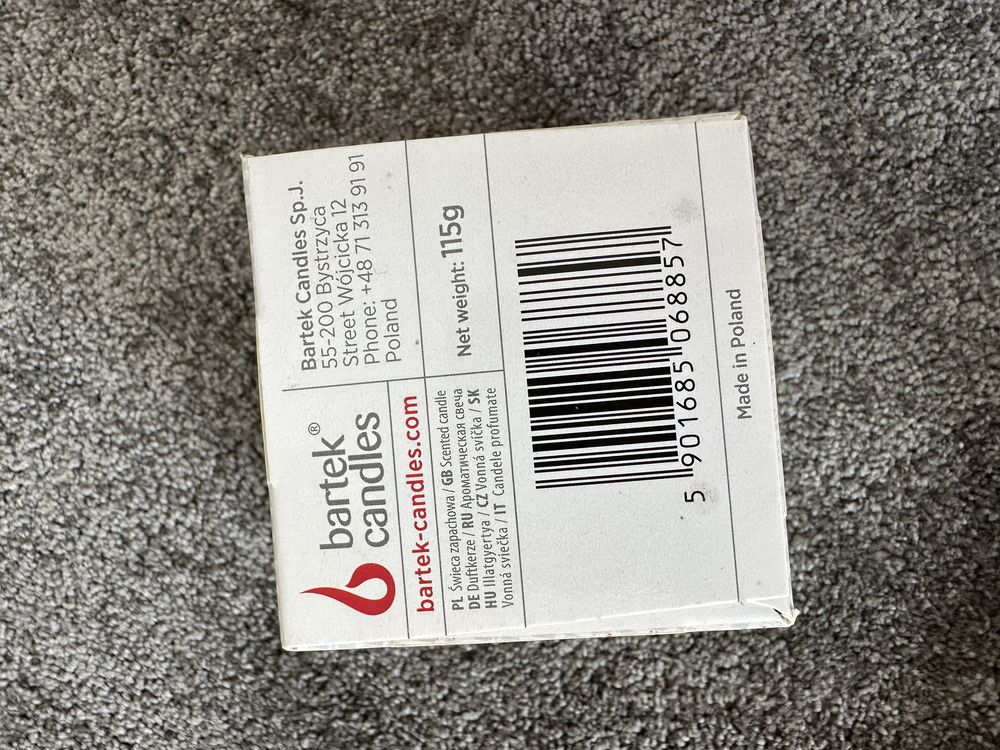 bartek®
candles
Bartek Candles Sp.J.
55-200 Bystrzyca
Street Wójcicka 12
Phone: +48 71 313 91 91
Poland
bartek-candles.com
PL Świeca zapachowa / GB Scented candle
DE Duftkerze / RU Ароматическая свеча
HU Illatgyertya / CZ Vonná svíčka / SK
Vonná sviečka / IT Candele profumate
Net weight: 115g
5 901685 068857
Made in Poland